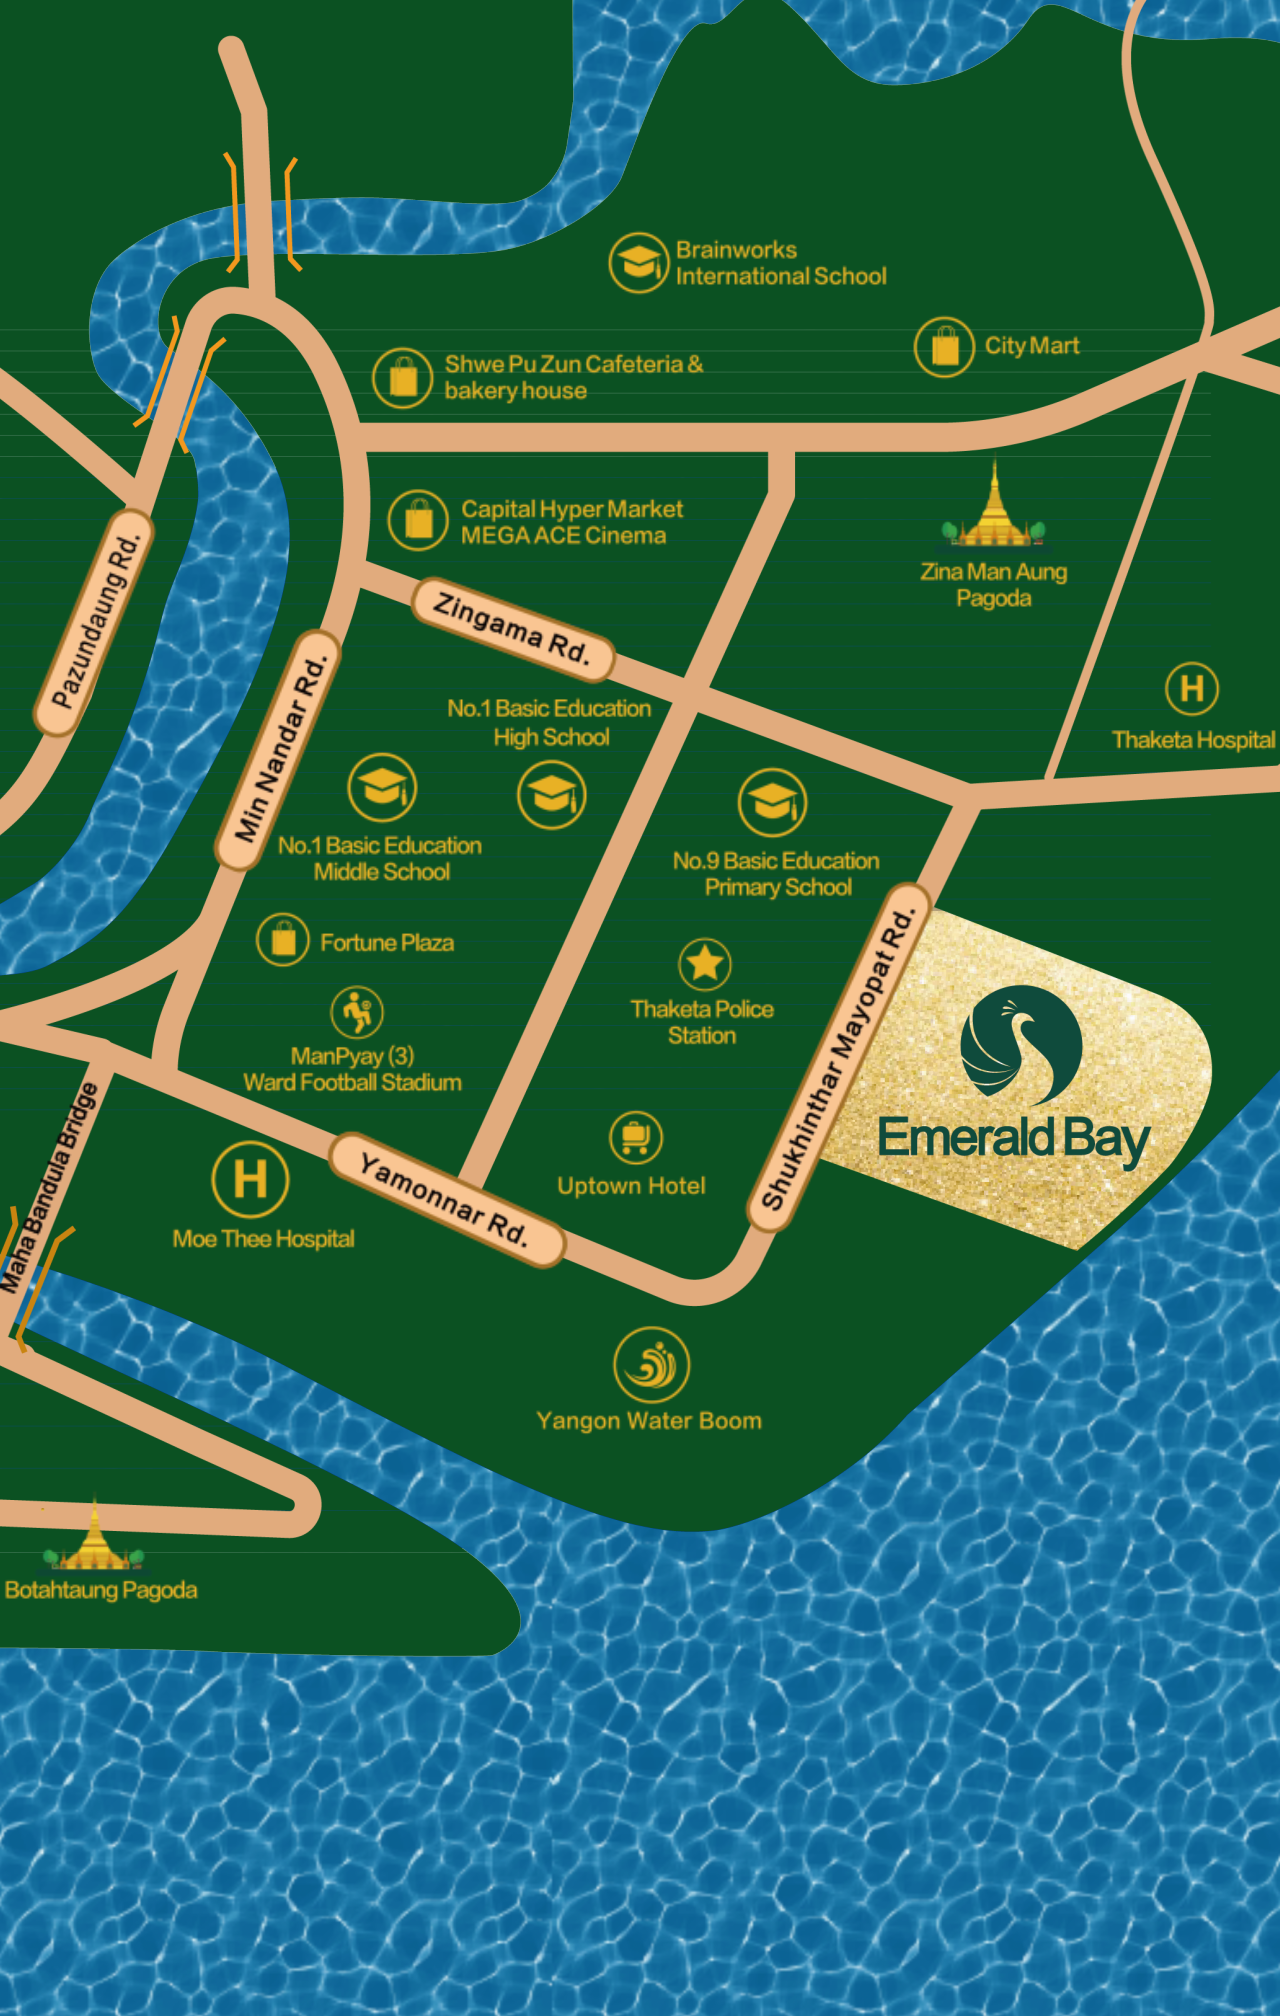 Brainworks
International School
City Mart
Shwe Pu Zun Cafeteria &
bakery house
Capital Hyper Market
MEGA ACE Cinema
Zina Man Aung
Pagoda
Pazundaung Rd.
Zingama Rd.
Min Nandar Rd.
H
Thaketa Hospital
No.1 Basic Education
High School
No.1 Basic Education
Middle School
No.9 Basic Education
Primary School
Fortune Plaza
Thaketa Police
Station
Shukhinthar Mayopat Rd.
ManPyay (3)
Ward Football Stadium
Emerald Bay
Maha Bandula Bridge
H
Moe Thee Hospital
Yamonnar Rd.
Uptown Hotel
Yangon Water Boom
Botahtaung Pagoda